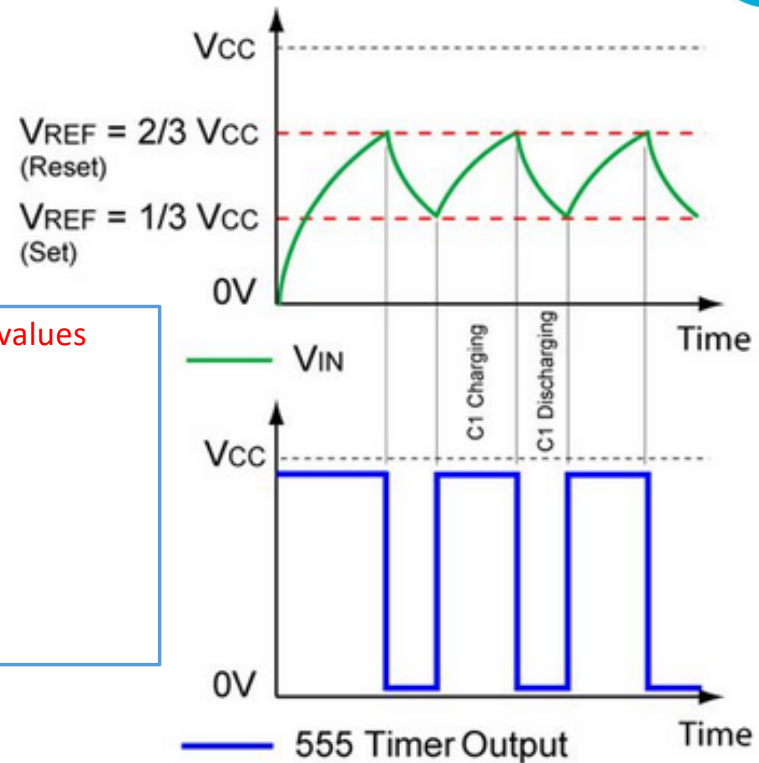 VCC
VREF = 2/3 VCC
(Reset)
VREF = 1/3 VCC
(Set)
0V
values
Time
VIN
C1 Charging
C1 Discharging
VCC
0V
Time
555 Timer Output